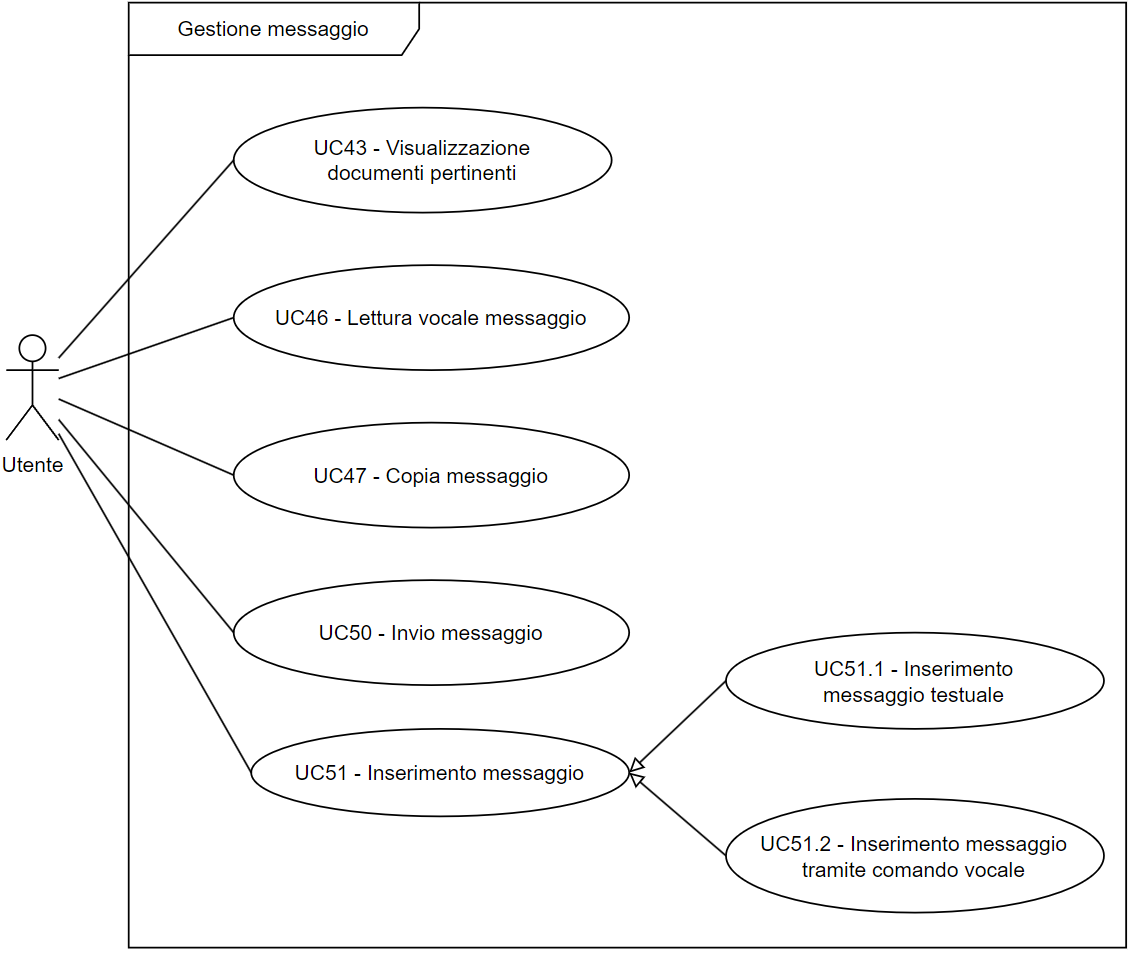 Gestione messaggio
UC43 - Visualizzazione
documenti pertinenti
UC46 - Lettura vocale messaggio
Utente
UC47 - Copia messaggio
UC50 - Invio messaggio
UC51 - Inserimento messaggio
UC51.1 - Inserimento
messaggio testuale
UC51.2 - Inserimento messaggio
tramite comando vocale